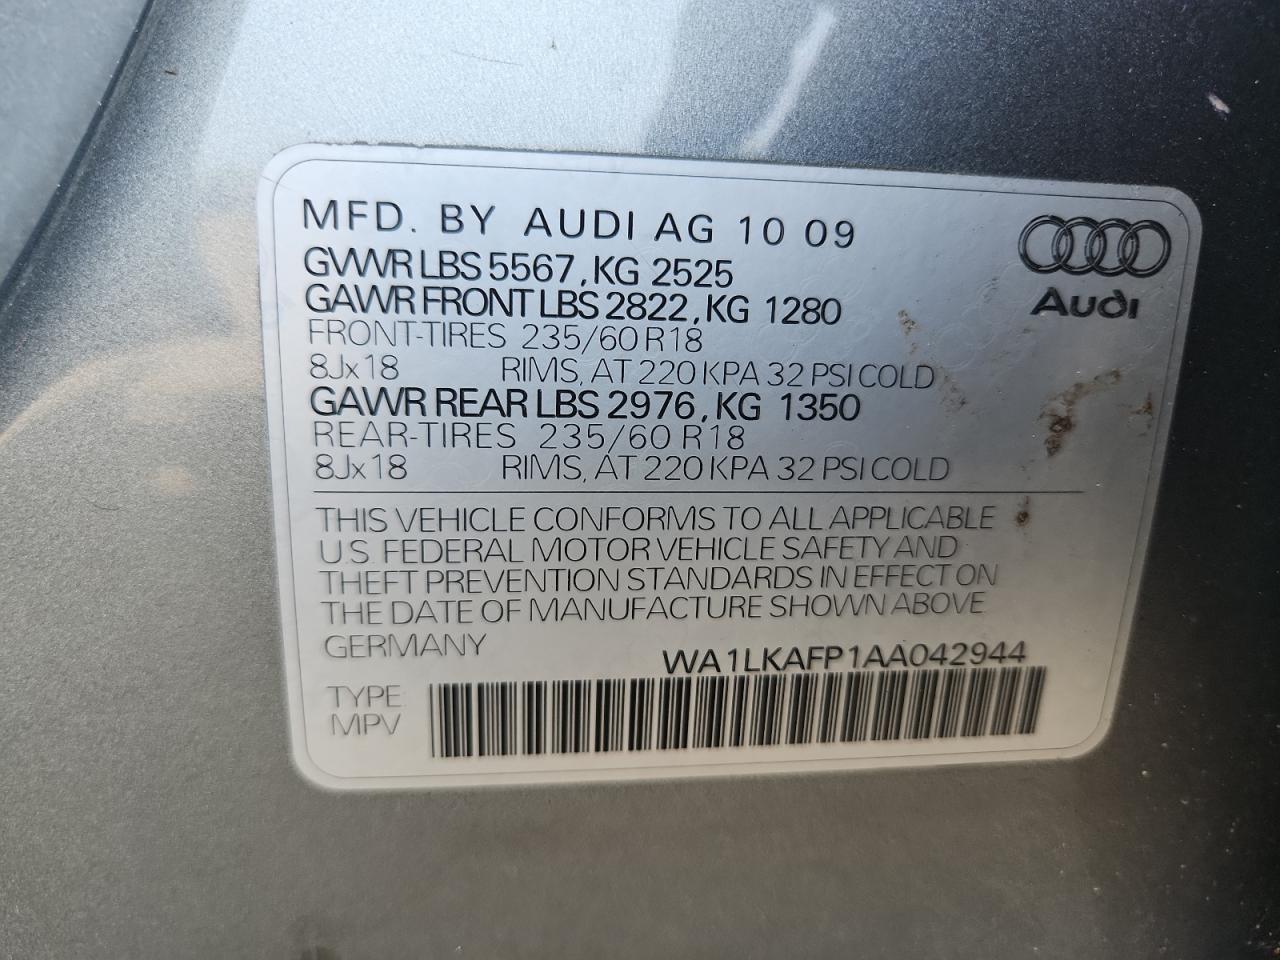 MFD. BY AUDI AG 10 09
GVWR LBS 5567, KG 2525
GAWR FRONT LBS 2822, KG 1280
FRONT-TIRES 235/60 R18
8Jx18 RIMS, AT 220 KPA 32 PSI COLD
GAWR REAR LBS 2976, KG 1350
REAR-TIRES 235/60 R18
8Jx18 RIMS, AT 220 KPA 32 PSI COLD
Audi
THIS VEHICLE CONFORMS TO ALL APPLICABLE
U.S. FEDERAL MOTOR VEHICLE SAFETY AND
THEFT PREVENTION STANDARDS IN EFFECT ON
THE DATE OF MANUFACTURE SHOWN ABOVE.
GERMANY
WA1LKAFP1AA042944
TYPE
MPV